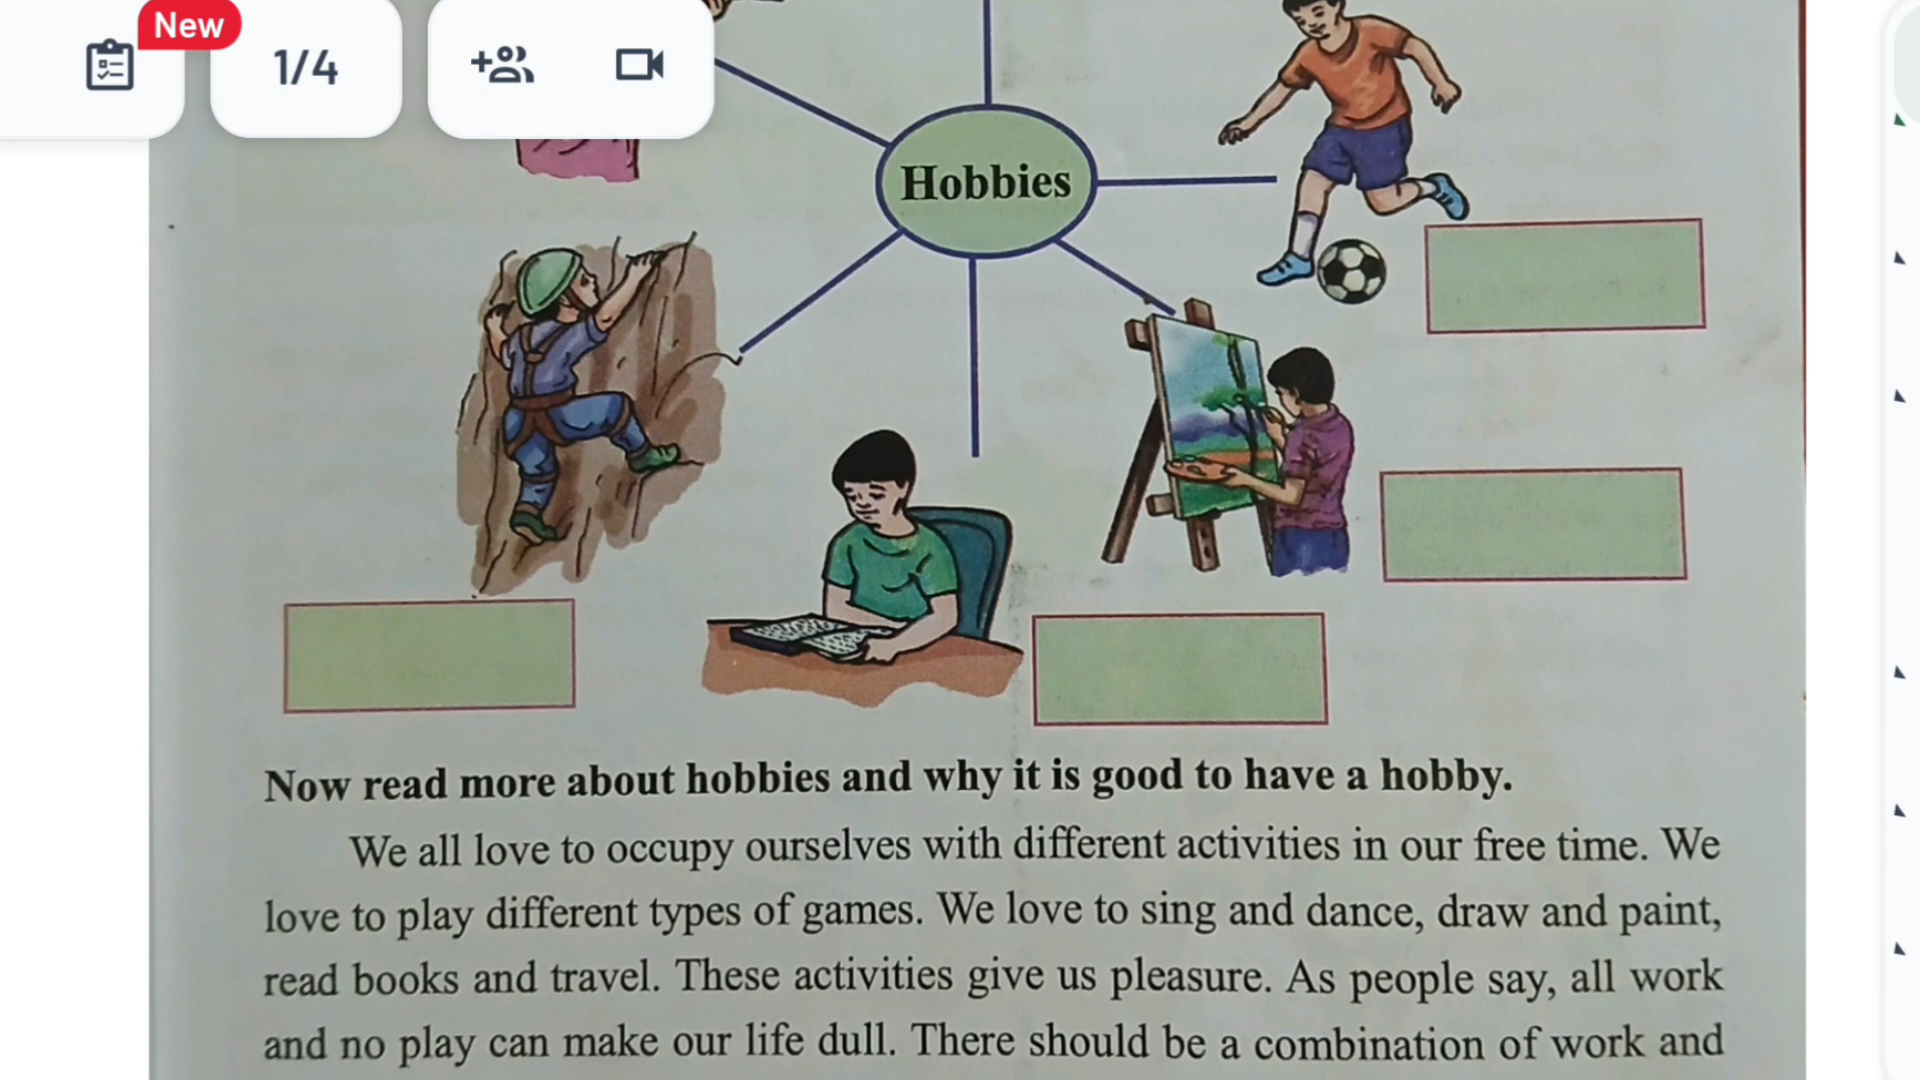 New
1/4
Hobbies
Now read more about hobbies and why it is good to have a hobby.
We all love to occupy ourselves with different activities in our free time. We
love to play different types of games. We love to sing and dance, draw and paint,
read books and travel. These activities give us pleasure. As people say, all work
and no play can make our life dull. There should be a combination of work and